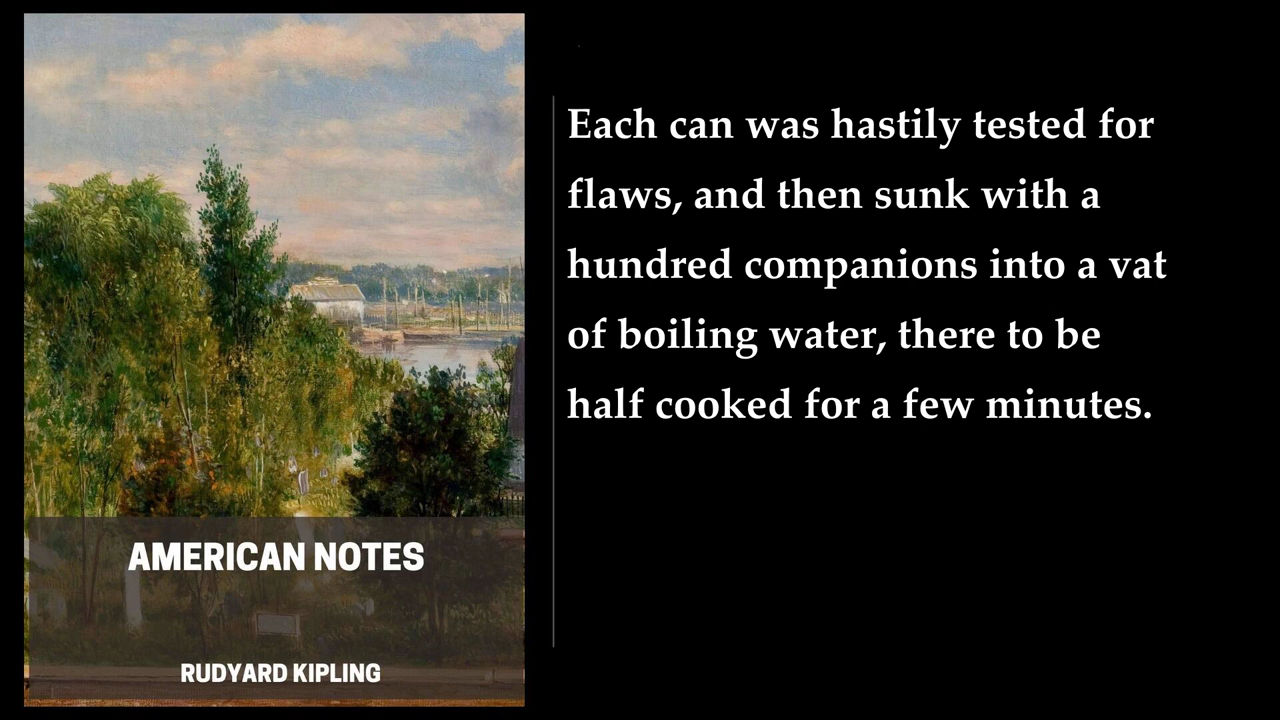 Each can was hastily tested for
flaws, and then sunk with a
hundred companions into a vat
of boiling water, there to be
half cooked for a few minutes.
AMERICAN NOTES
RUDYARD KIPLING